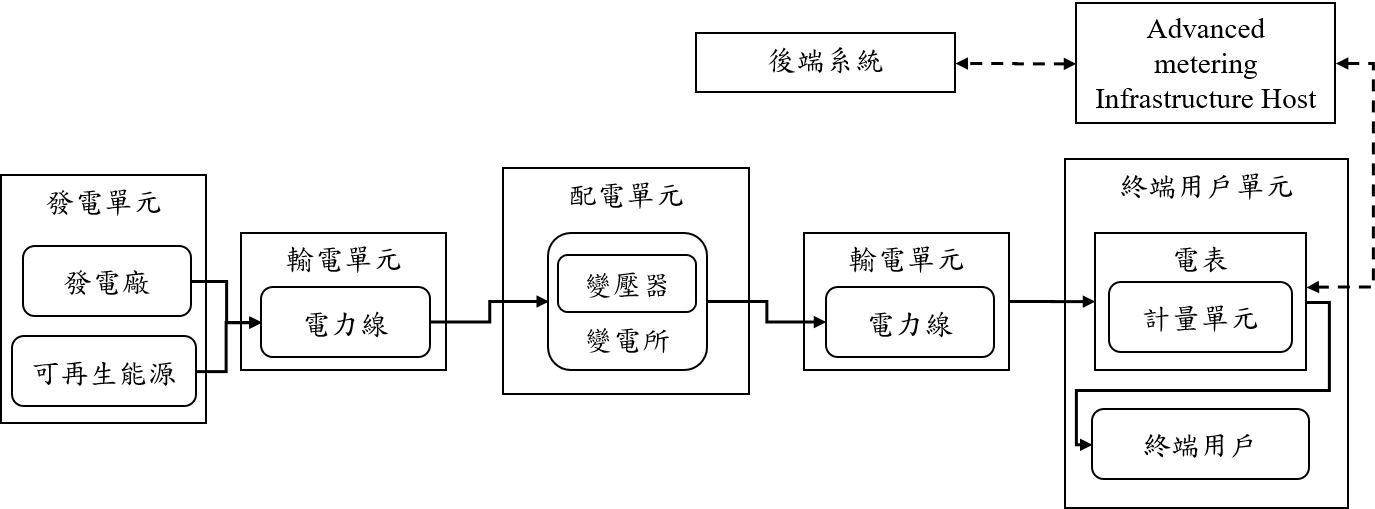 後端系統
Advanced
metering
Infrastructure Host
發電單元
發電廠
可再生能源
輸電單元
電力線
配電單元
變壓器
變電所
輸電單元
電力線
終端用戶單元
電表
計量單元
終端用戶